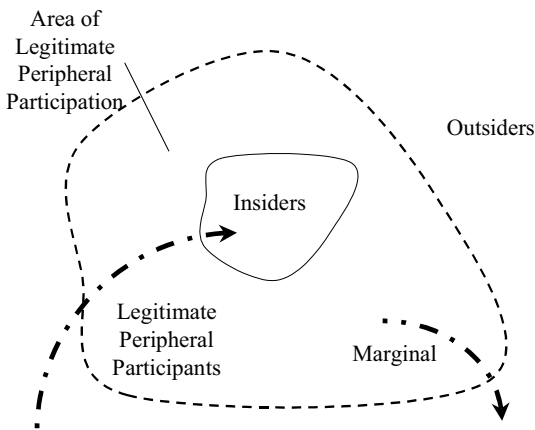 Area of
Legitimate
Peripheral
Participation
Outsiders
Insiders
Legitimate
Peripheral
Participants
Marginal